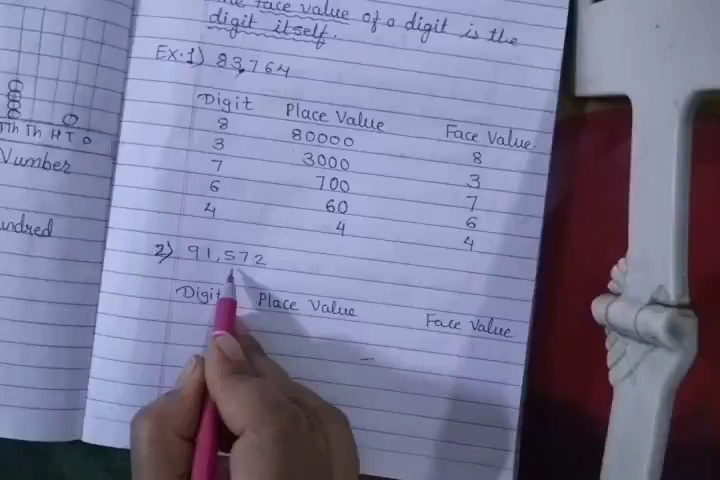 Th Th H T O
Number
face value of a digit is the
digit itself.
Ex.1) 83,764
Digit Place Value Face Value.
8 80000 8
3 3000 3
7 700 7
6 60 6
4 4 4
2) 91,572
Digit Place Value Face Value